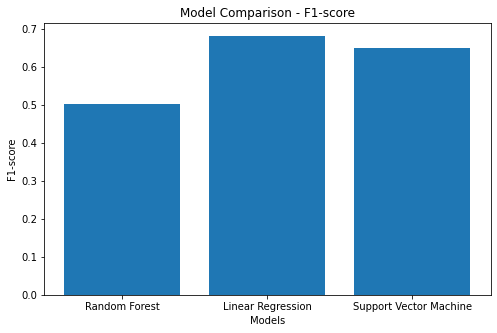 Model Comparison - F1-score
0.7
0.6
0.5
0.4
0.3
0.2
0.1
0.0
F1-score
Random Forest
Linear Regression
Support Vector Machine
Models